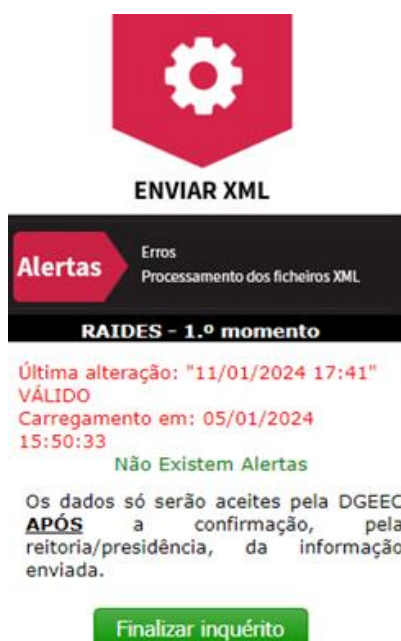 ENVIAR XML
Alertas
Erros
Processamento dos ficheiros XML
RAIDES - 1.º momento
Última alteração: "11/01/2024 17:41"
VÁLIDO
Carregamento em: 05/01/2024
15:50:33
Não Existem Alertas
Os dados só serão aceites pela DGEEC
APÓS a confirmação, pela
reitoria/presidência, da informação
enviada.
Finalizar inquérito